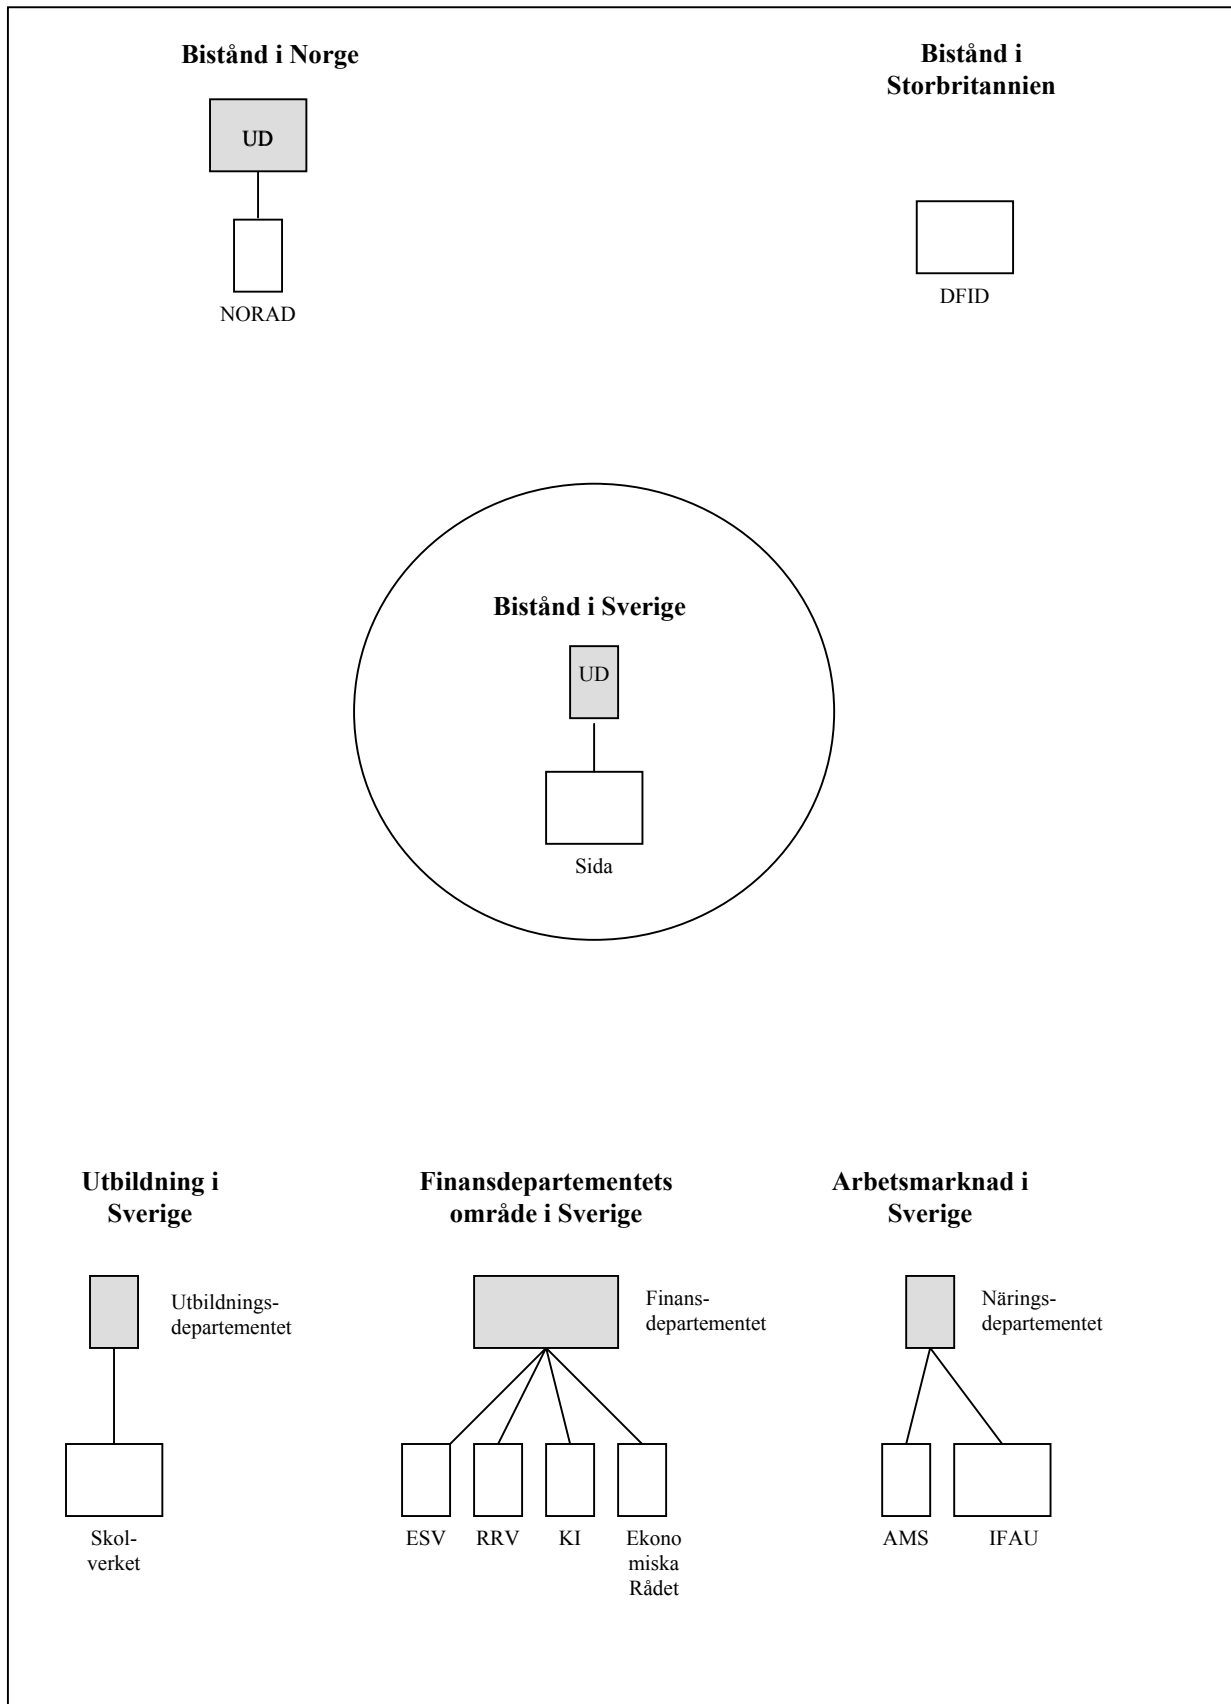 Bistånd i Norge
UD
NORAD
Bistånd i
Storbritannien
DFID
Bistånd i Sverige
UD
Sida
Utbildning i
Sverige
Utbildnings-
departementet
Skol-
verket
Finansdepartementets
område i Sverige
Finans-
departementet
ESV
RRV
KI
Ekono
miska
Rådet
Arbetsmarknad i
Sverige
Närings-
departementet
AMS
IFAU